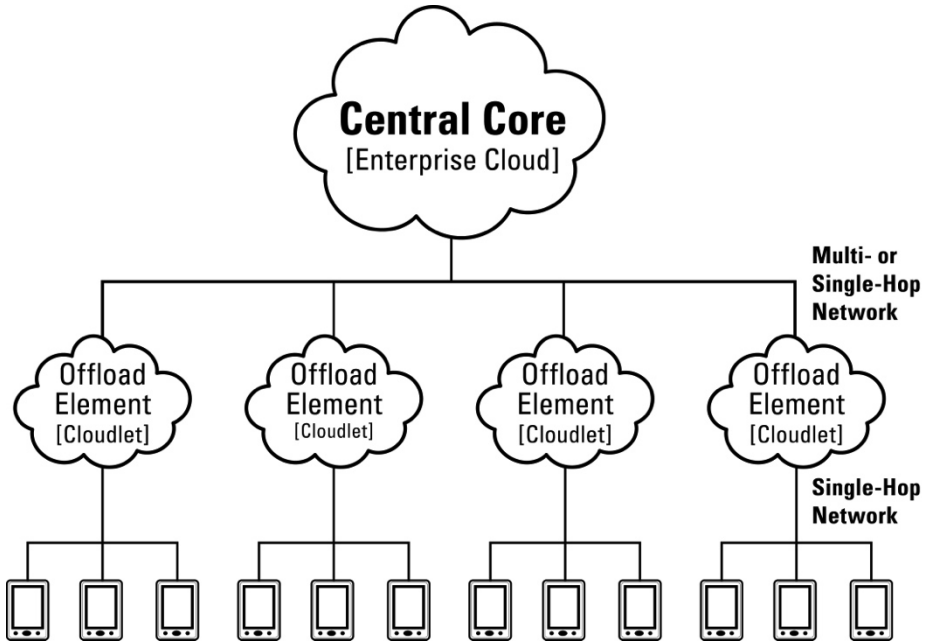 Central Core
[Enterprise Cloud]
Multi- or
Single-Hop
Network
Offload
Element
[Cloudlet]
Offload
Element
[Cloudlet]
Offload
Element
[Cloudlet]
Offload
Element
[Cloudlet]
Single-Hop
Network